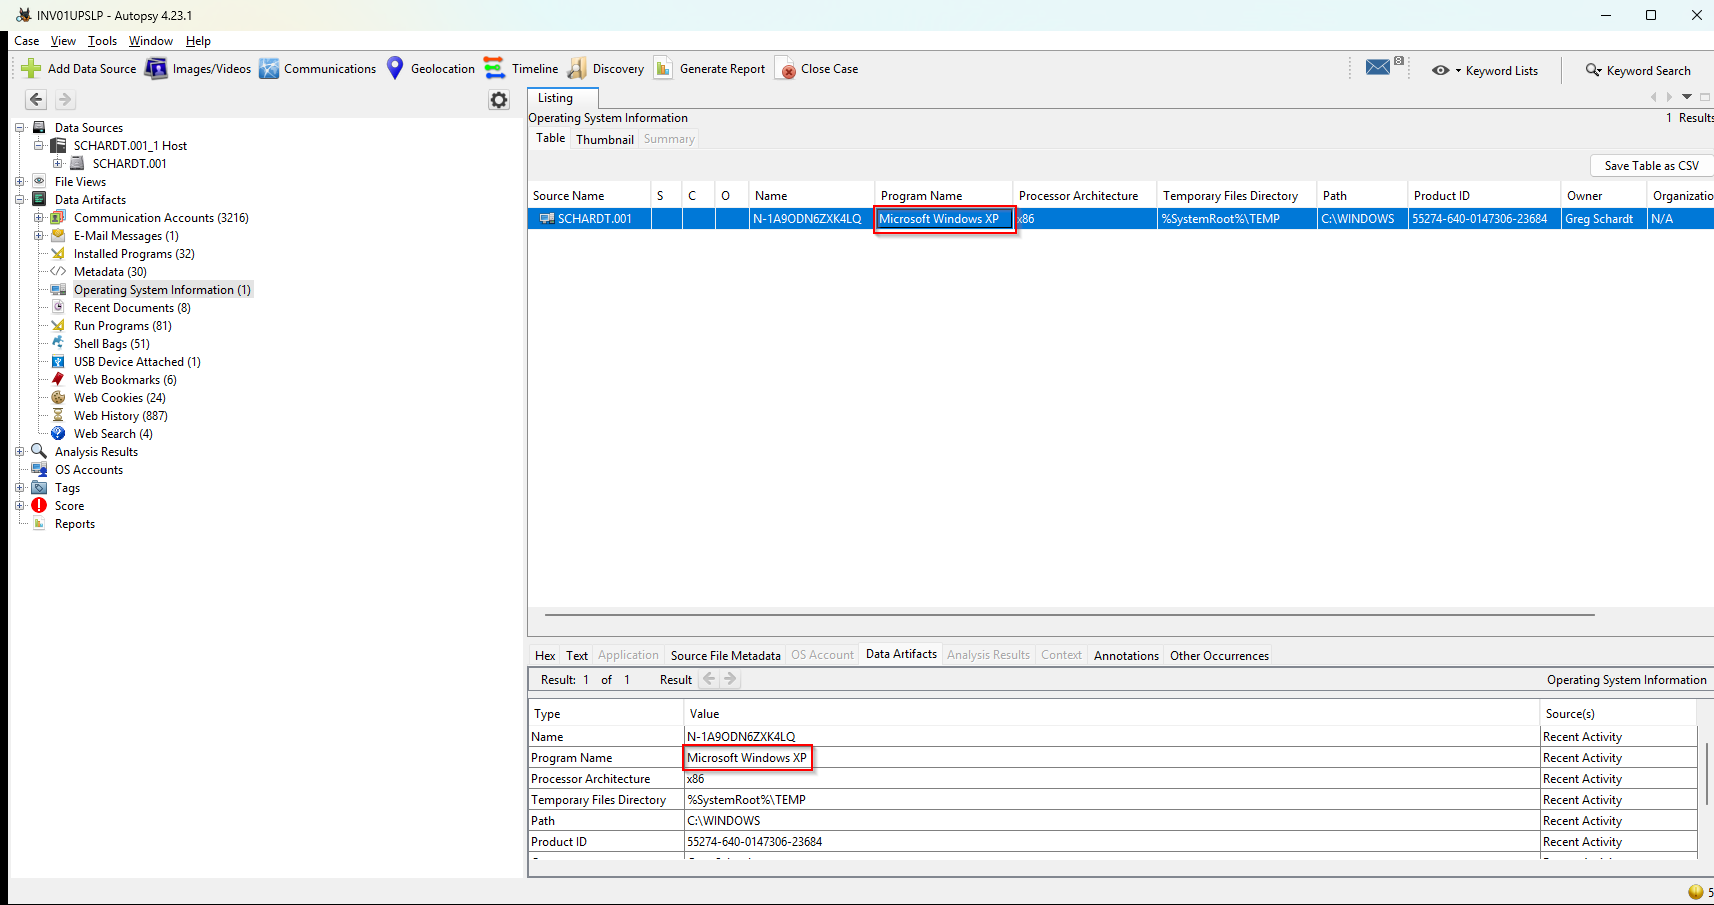 INV01UPSLP - Autopsy 4.23.1
Case View Tools Window Help
Add Data Source Images/Videos Communications Geolocation Timeline Discovery Generate Report Close Case Keyword Lists Keyword Search
Data Sources
SCHARDT.001_1 Host
SCHARDT.001
File Views
Data Artifacts
Communication Accounts (3216)
E-Mail Messages (1)
Installed Programs (32)
Metadata (30)
Operating System Information (1)
Recent Documents (8)
Run Programs (81)
Shell Bags (51)
USB Device Attached (1)
Web Bookmarks (6)
Web Cookies (24)
Web History (887)
Web Search (4)
Analysis Results
OS Accounts
Tags
Score
Reports
Listing
Operating System Information
1 Results
Table Thumbnail Summary
Save Table as CSV
Source Name S C O Name Program Name Processor Architecture Temporary Files Directory Path Product ID Owner Organizatio
SCHARDT.001 N-1A9ODN6ZXK4LQ Microsoft Windows XP x86 %SystemRoot%\TEMP C:\WINDOWS 55274-640-0147306-23684 Greg Schardt N/A
Hex Text Application Source File Metadata OS Account Data Artifacts Analysis Results Context Annotations Other Occurrences
Result: 1 of 1 Result Operating System Information
Type Value Source(s)
Name N-1A9ODN6ZXK4LQ Recent Activity
Program Name Microsoft Windows XP Recent Activity
Processor Architecture x86 Recent Activity
Temporary Files Directory %SystemRoot%\TEMP Recent Activity
Path C:\WINDOWS Recent Activity
Product ID 55274-640-0147306-23684 Recent Activity
5